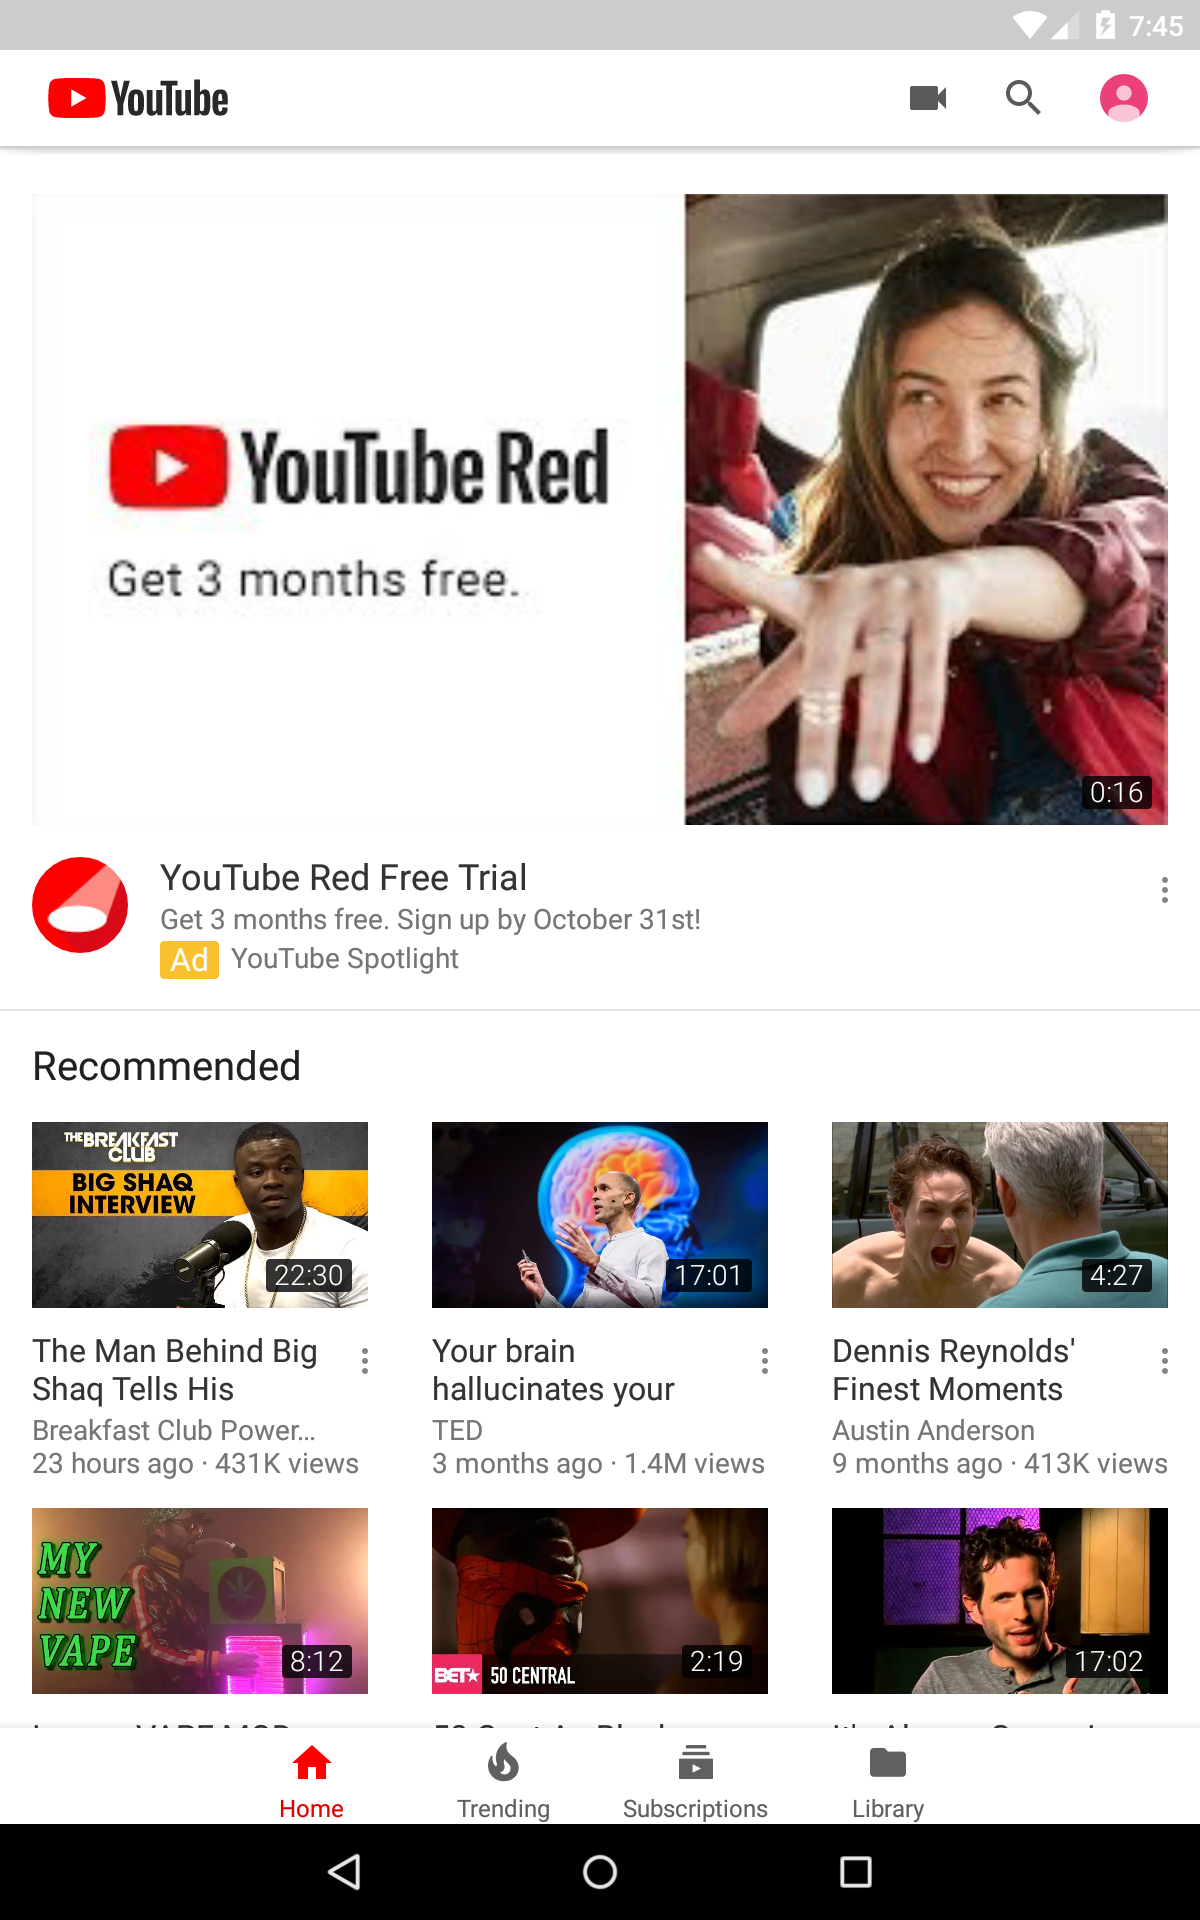 7:45
YouTube
YouTube Red
Get 3 months free.
0:16
YouTube Red Free Trial
Get 3 months free. Sign up by October 31st!
Ad YouTube Spotlight
Recommended
THE BREAKFAST
CLUB
BIG SHAQ
INTERVIEW
22:30
17:01
4:27
The Man Behind Big
Shaq Tells His
Breakfast Club Power...
23 hours ago · 431K views
Your brain
hallucinates your
TED
3 months ago · 1.4M views
Dennis Reynolds'
Finest Moments
Austin Anderson
9 months ago · 413K views
MY
NEW
VAPE
8:12
BET★ 50 CENTRAL
2:19
17:02
Home
Trending
Subscriptions
Library